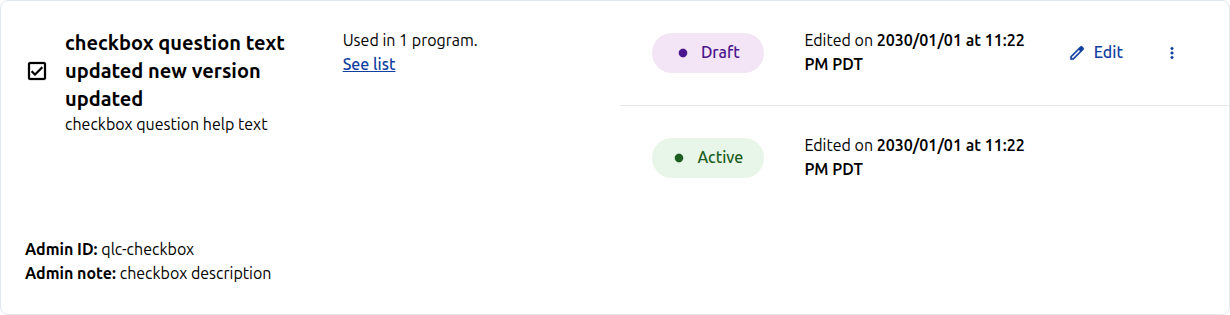 checkbox question text
updated new version
updated
checkbox question help text
Used in 1 program.
See list
Draft
Edited on 2030/01/01 at 11:22
PM PDT
Edit
Active
Edited on 2030/01/01 at 11:22
PM PDT
Admin ID: qlc-checkbox
Admin note: checkbox description